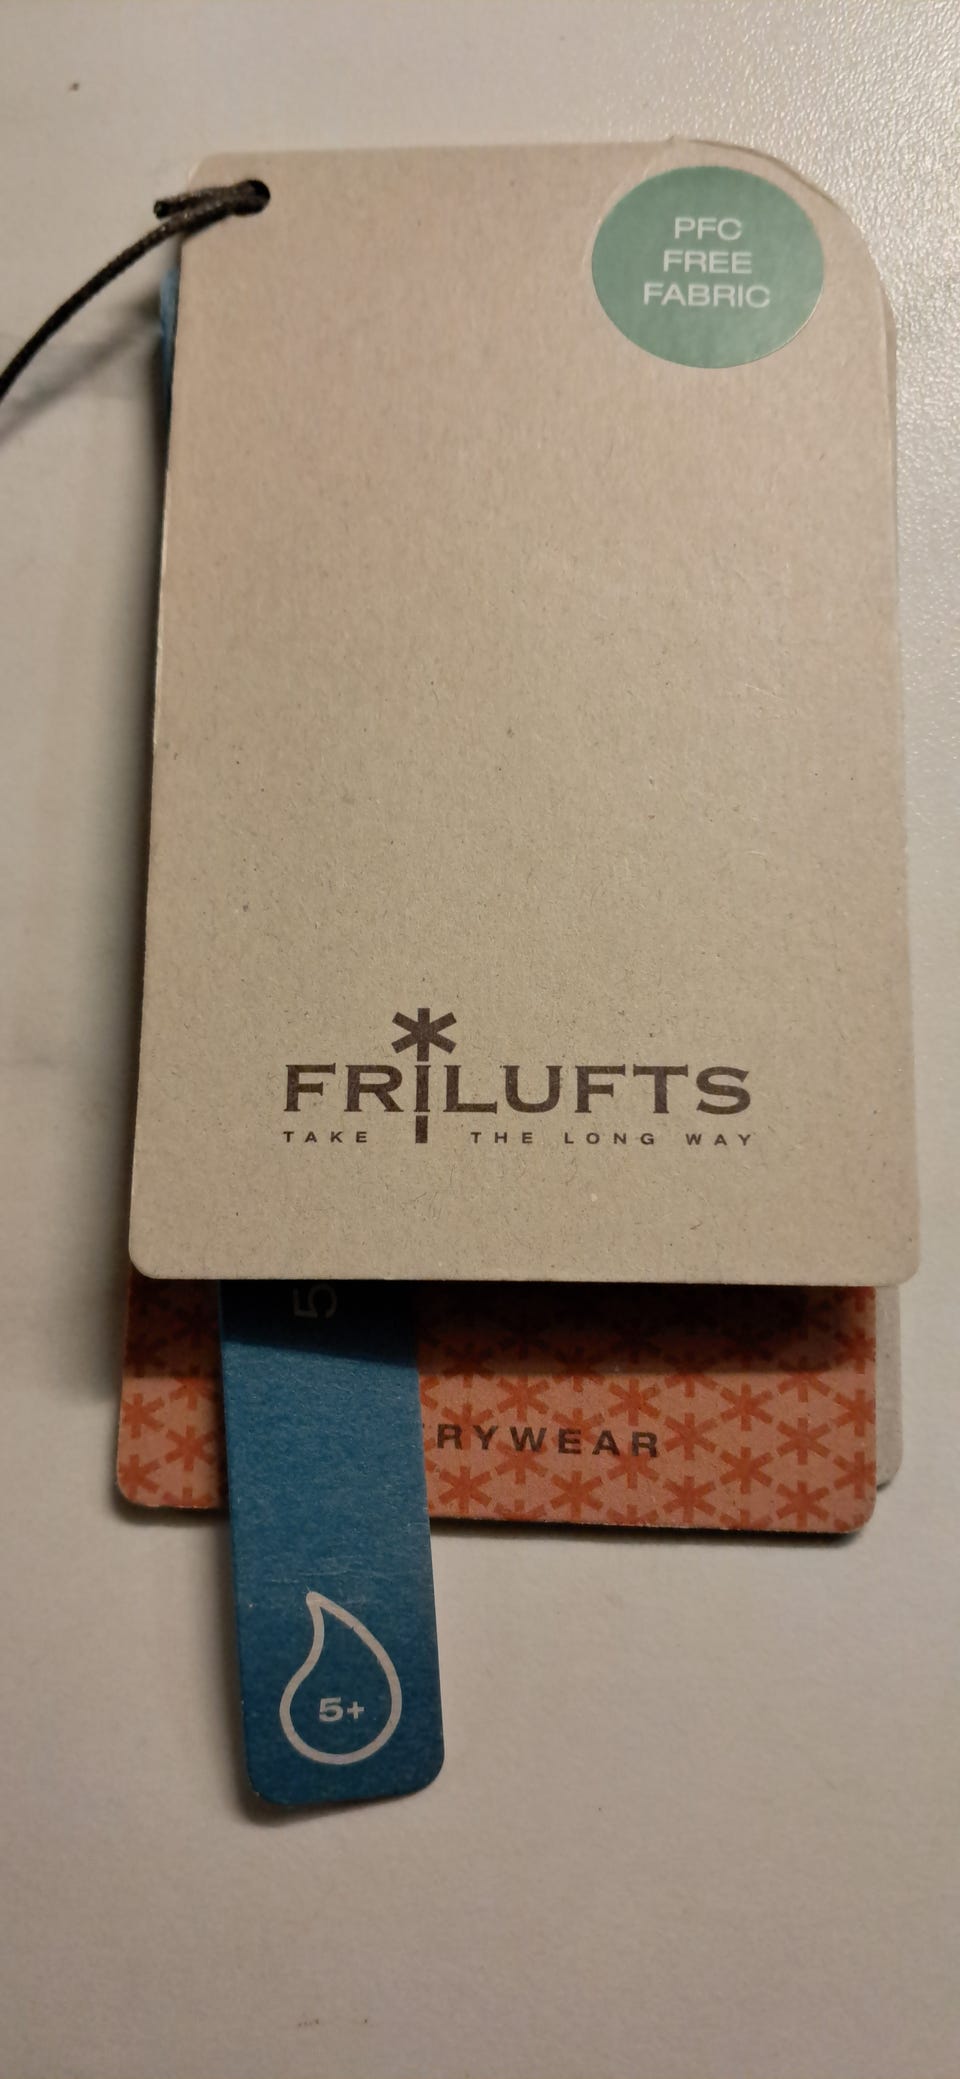 PFC
FREE
FABRIC
FRILUFTS
TAKE THE LONG WAY
5
RYWEAR
5+